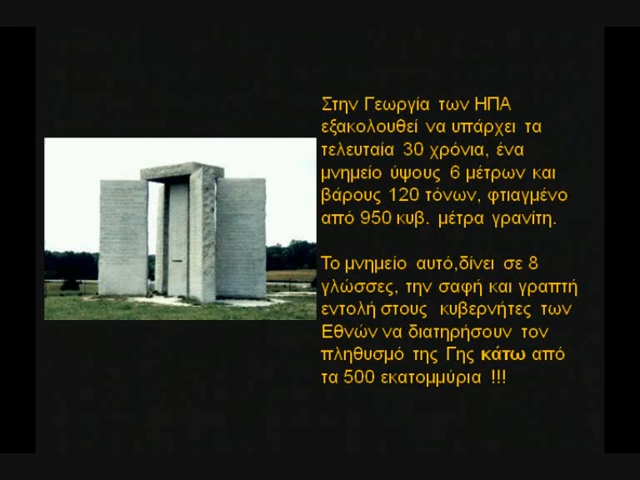 Στην Γεωργία των ΗΠΑ
εξακολουθεί να υπάρχει τα
τελευταία 30 χρόνια, ένα
μνημείο ύψους 6 μέτρων και
βάρους 120 τόνων, φτιαγμένο
από 950 κυβ. μέτρα γρανίτη.
Το μνημείο αυτό,δίνει σε 8
γλώσσες, την σαφή και γραπτή
εντολή στους κυβερνήτες των
Εθνών να διατηρήσουν τον
πληθυσμό της Γης κάτω από
τα 500 εκατομμύρια !!!